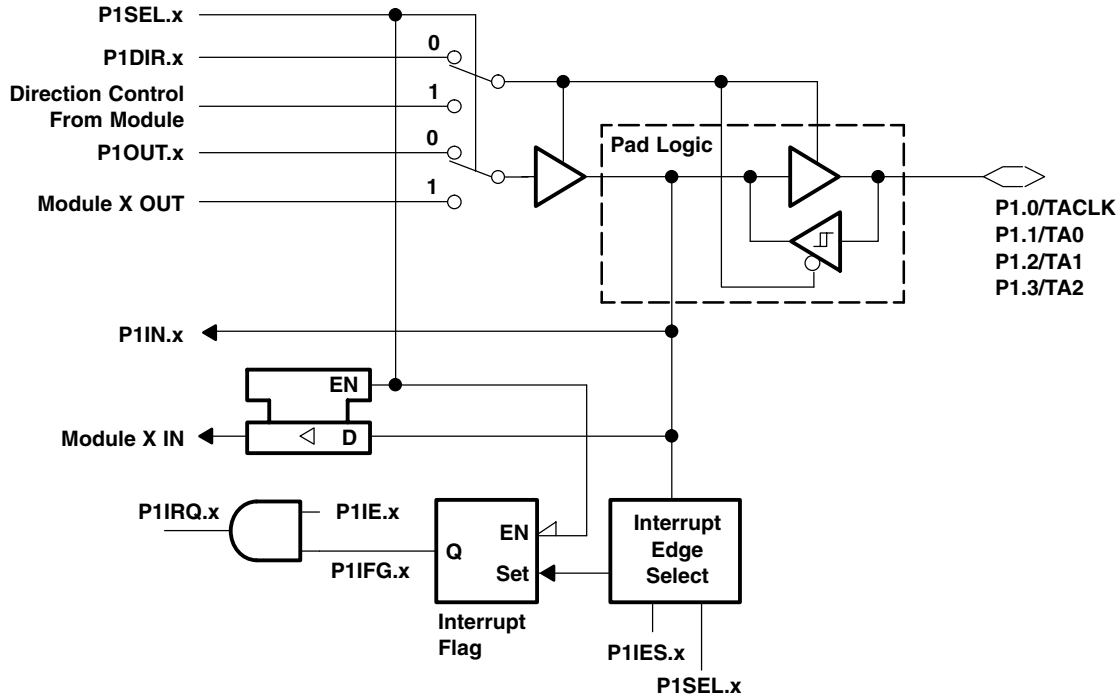 P1SEL.x
0
P1DIR.x
1
Direction Control
From Module
0
P1OUT.x
1
Module X OUT
Pad Logic
P1.0/TACLK
P1.1/TA0
P1.2/TA1
P1.3/TA2
P1IN.x
EN
D
Module X IN
P1IRQ.x
P1IE.x
P1IFG.x
EN
Q
Set
Interrupt
Flag
Interrupt
Edge
Select
P1IES.x
P1SEL.x